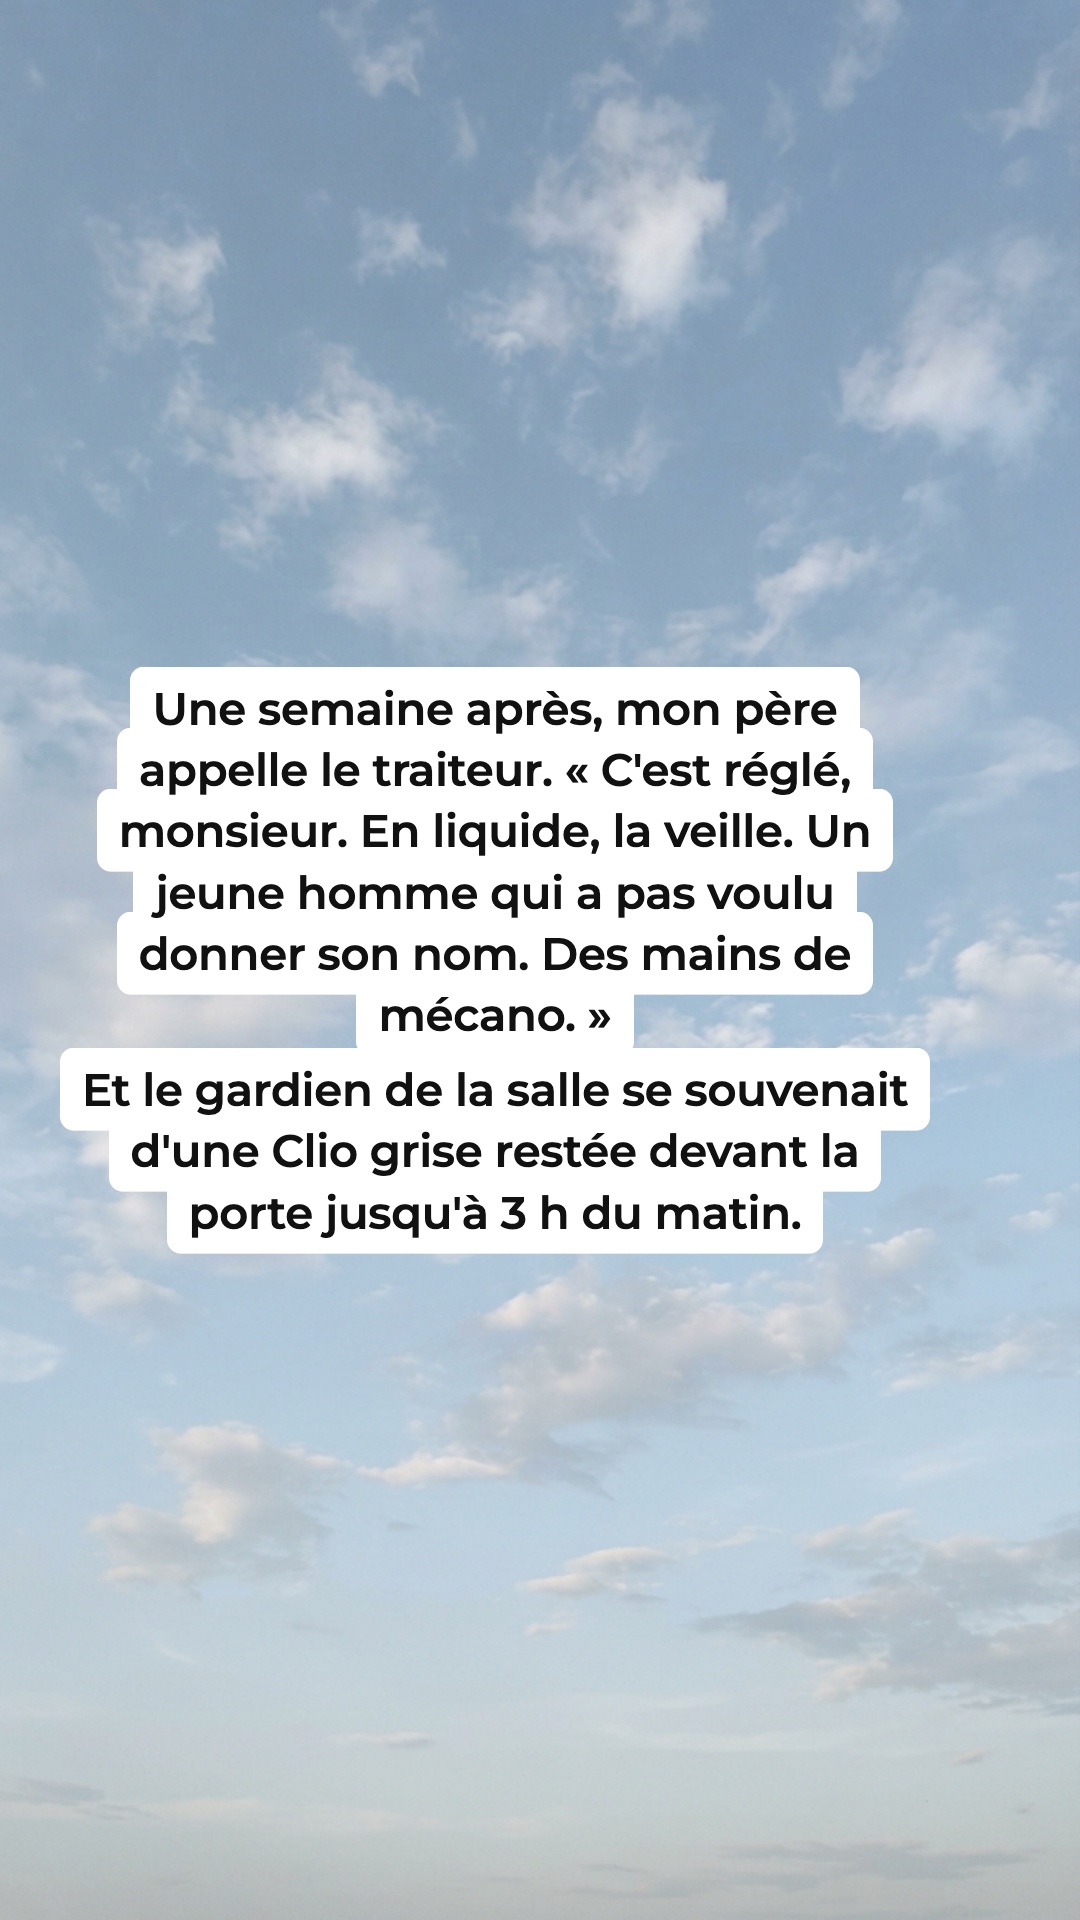 Une semaine après, mon père
appelle le traiteur. « C'est réglé,
monsieur. En liquide, la veille. Un
jeune homme qui a pas voulu
donner son nom. Des mains de
mécano. »
Et le gardien de la salle se souvenait
d'une Clio grise restée devant la
porte jusqu'à 3 h du matin.